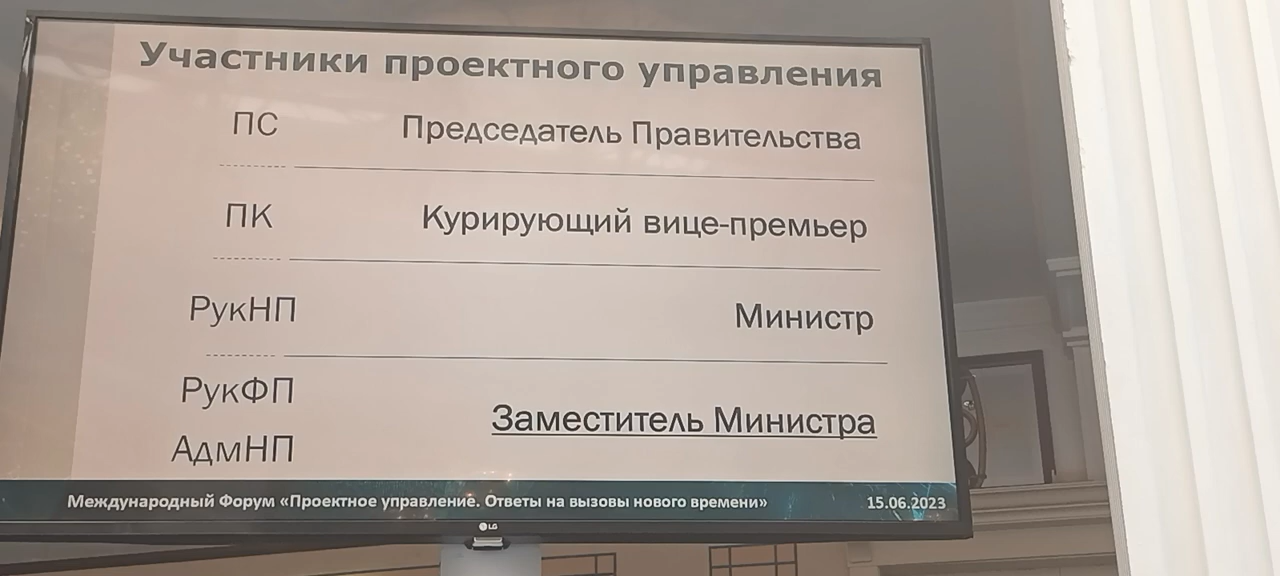 Участники проектного управления
ПС Председатель Правительства
ПК Курирующий вице-премьер
РукНП Министр
РукФП
Заместитель Министра
АдмНП
Международный Форум «Проектное управление. Ответы на вызовы нового времени» 15.06.2023
LG